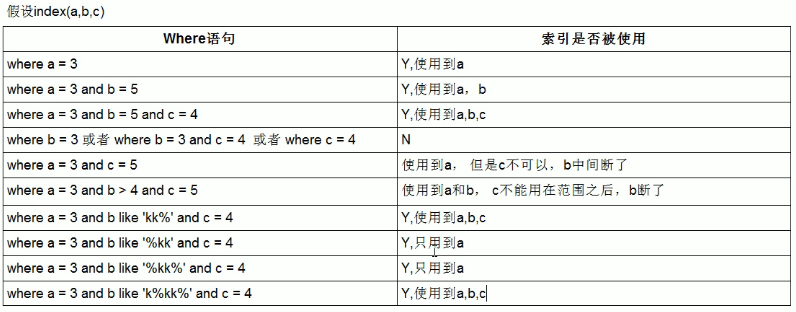 假设index(a,b,c)
Where语句 索引是否被使用
where a = 3 Y,使用到a
where a = 3 and b = 5 Y,使用到a，b
where a = 3 and b = 5 and c = 4 Y,使用到a,b,c
where b = 3 或者 where b = 3 and c = 4 或者 where c = 4 N
where a = 3 and c = 5 使用到a， 但是c不可以，b中间断了
where a = 3 and b > 4 and c = 5 使用到a和b， c不能用在范围之后，b断了
where a = 3 and b like 'kk%' and c = 4 Y,使用到a,b,c
where a = 3 and b like '%kk' and c = 4 Y,只用到a
where a = 3 and b like '%kk%' and c = 4 Y,只用到a
where a = 3 and b like 'k%kk%' and c = 4 Y,使用到a,b,c